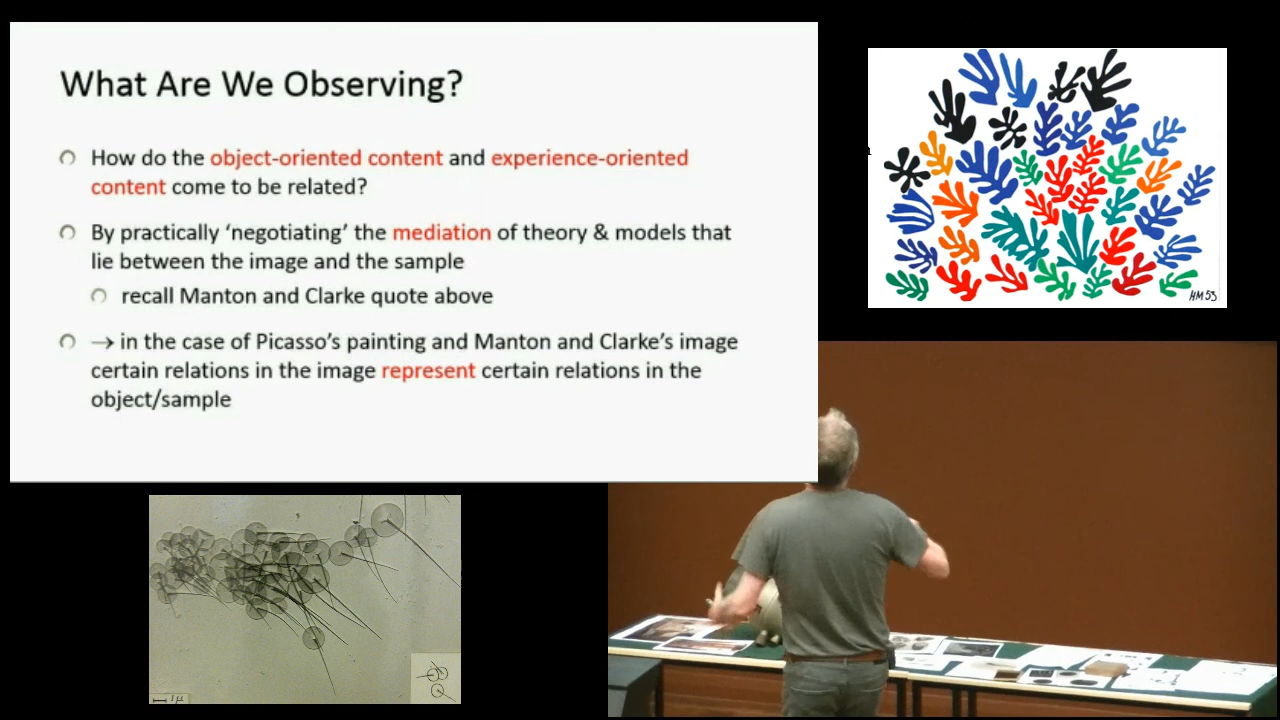 What Are We Observing?
How do the object-oriented content and experience-oriented
content come to be related?
By practically ‘negotiating’ the mediation of theory & models that
lie between the image and the sample
recall Manton and Clarke quote above
→ in the case of Picasso’s painting and Manton and Clarke’s image
certain relations in the image represent certain relations in the
object/sample
HM 53
1 μ